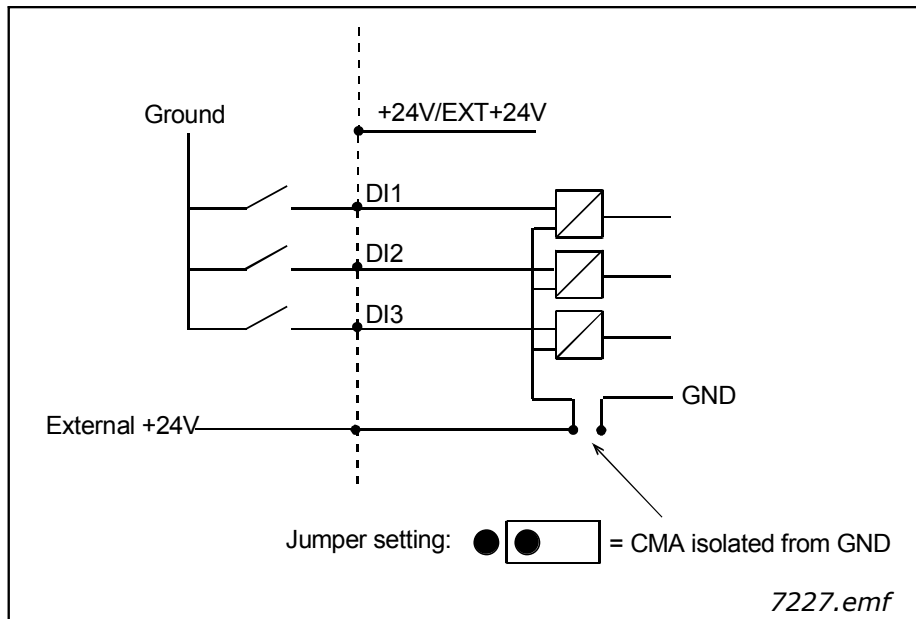 Ground
+24V/EXT+24V
DI1
DI2
DI3
GND
External +24V
Jumper setting: = CMA isolated from GND
7227.emf